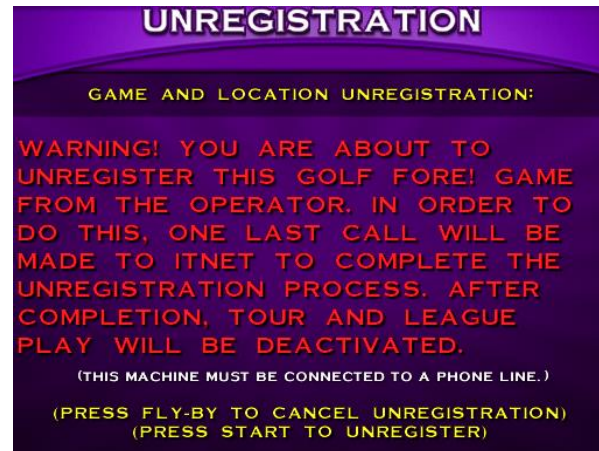 UNREGISTRATION
GAME AND LOCATION UNREGISTRATION:
WARNING! YOU ARE ABOUT TO
UNREGISTER THIS GOLF FORE! GAME
FROM THE OPERATOR. IN ORDER TO
DO THIS, ONE LAST CALL WILL BE
MADE TO ITNET TO COMPLETE THE
UNREGISTRATION PROCESS. AFTER
COMPLETION, TOUR AND LEAGUE
PLAY WILL BE DEACTIVATED.
(THIS MACHINE MUST BE CONNECTED TO A PHONE LINE.)
(PRESS FLY-BY TO CANCEL UNREGISTRATION)
(PRESS START TO UNREGISTER)